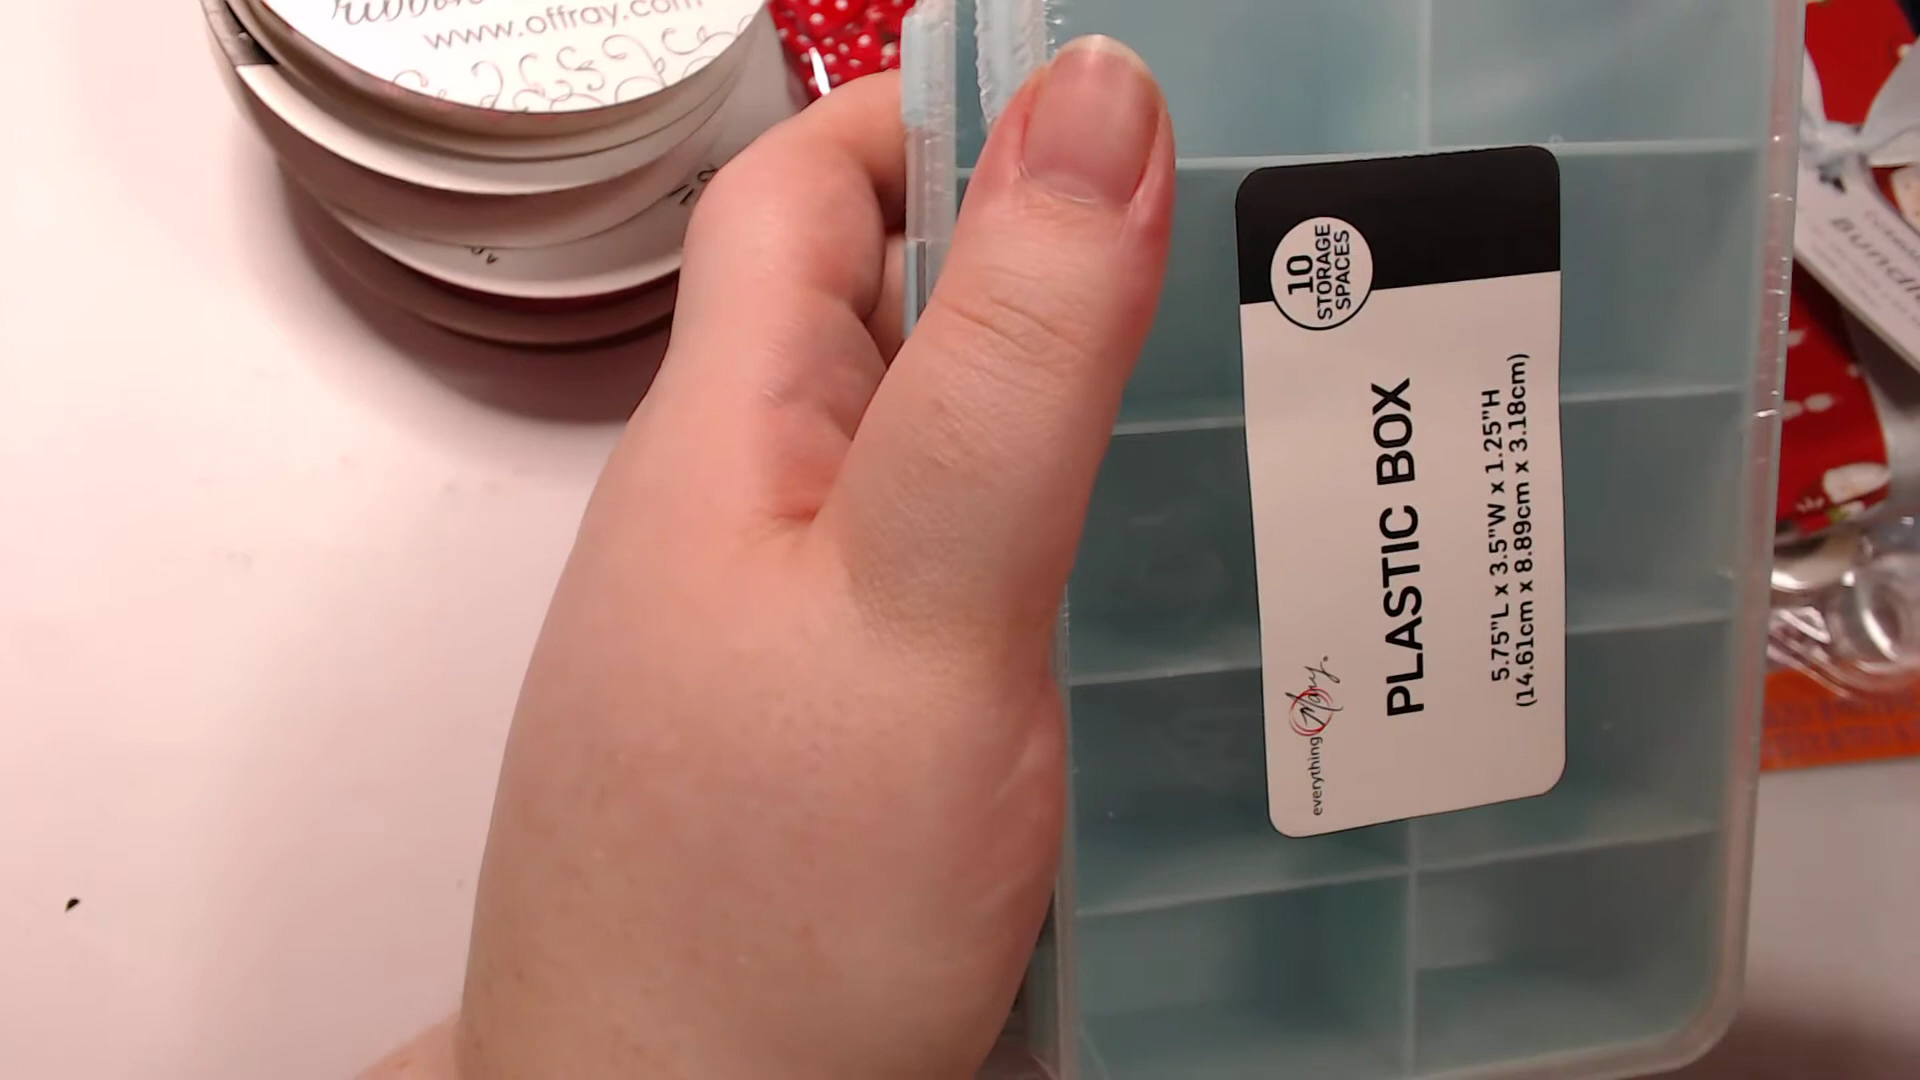 www.offray.com
10
STORAGE
SPACES
everything Mary.
PLASTIC BOX
5.75"L x 3.5"W x 1.25"H
(14.61cm x 8.89cm x 3.18cm)